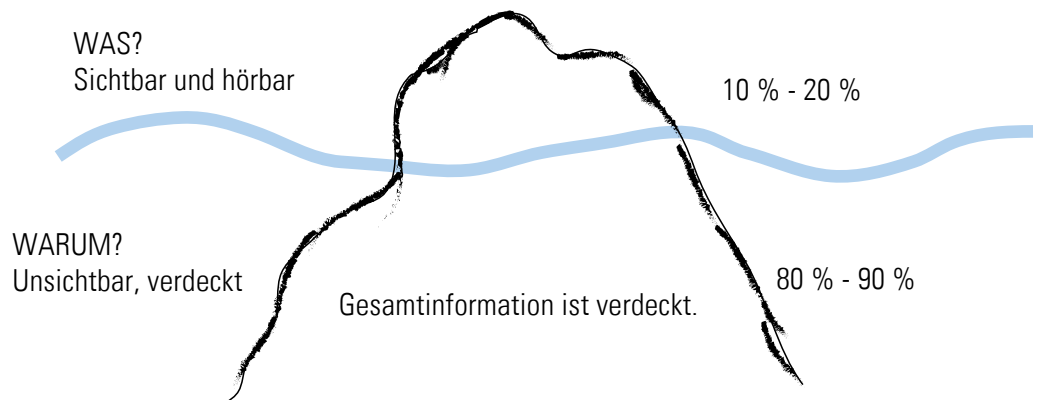 WAS?
Sichtbar und hörbar
10 % - 20 %
WARUM?
Unsichtbar, verdeckt
80 % - 90 %
Gesamtinformation ist verdeckt.